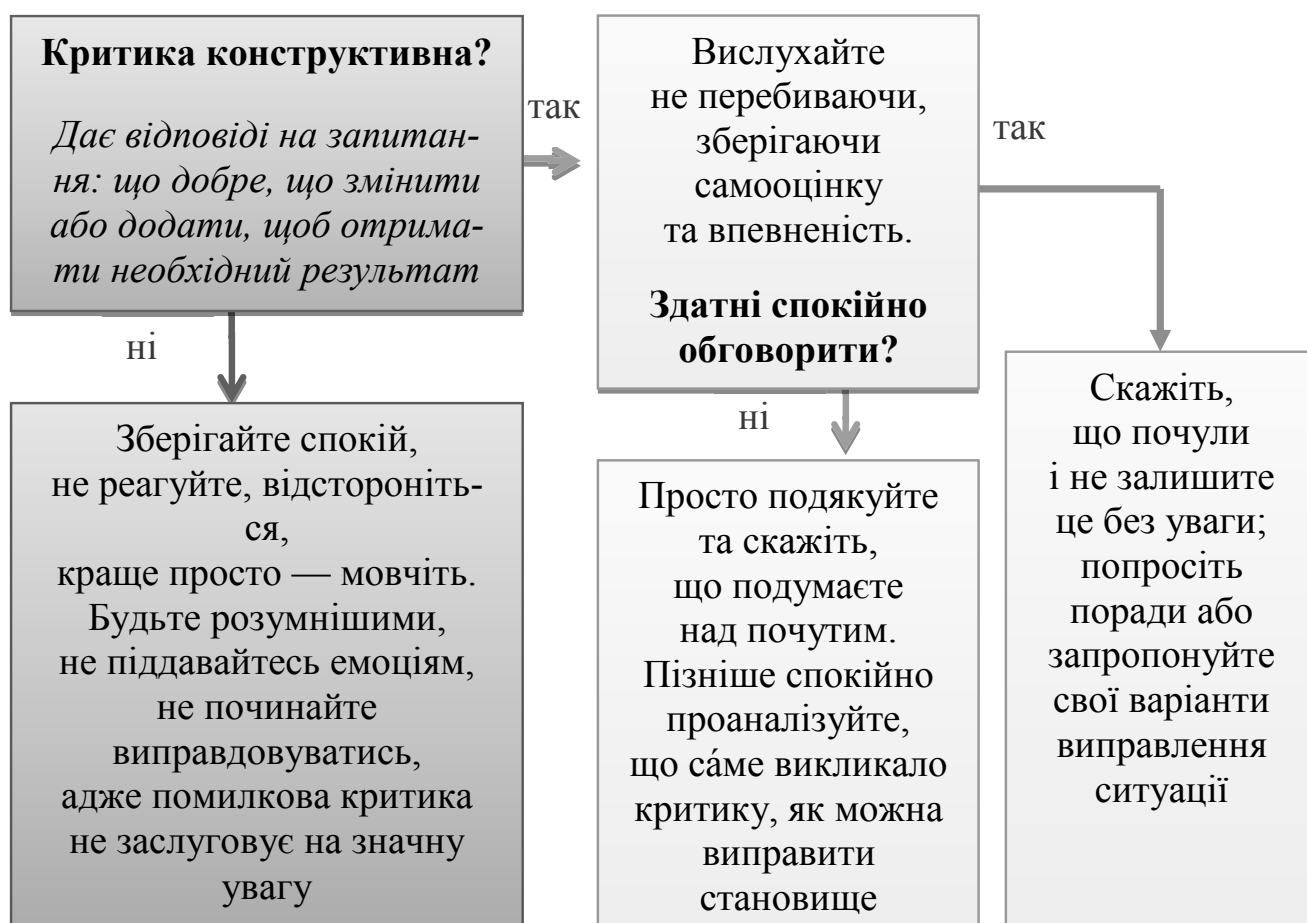 Критика конструктивна?
Дає відповіді на запитан-
ня: що добре, що змінити
або додати, щоб отрима-
ти необхідний результат
так
Вислухайте
не перебиваючи,
зберігаючи
самооцінку
та впевненість.
Здатні спокійно
обговорити?
так
ні
Зберігайте спокій,
не реагуйте, відстороніть-
ся,
краще просто — мовчіть.
Будьте розумнішими,
не піддавайтесь емоціям,
не починайте
виправдовуватись,
адже помилкова критика
не заслуговує на значну
увагу
ні
Просто подякуйте
та скажіть,
що подумаєте
над почутим.
Пізніше спокійно
проаналізуйте,
що са́ме викликало
критику, як можна
виправити
становище
Скажіть,
що почули
і не залишите
це без уваги;
попросіть
поради або
запропонуйте
свої варіанти
виправлення
ситуації